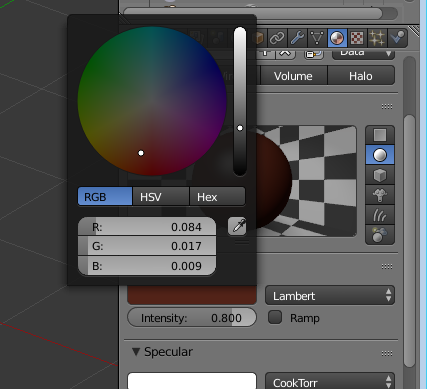 Data
Volume Halo
RGB HSV Hex
R: 0.084
G: 0.017
B: 0.009
Lambert
Intensity: 0.800 Ramp
Specular
CookTorr